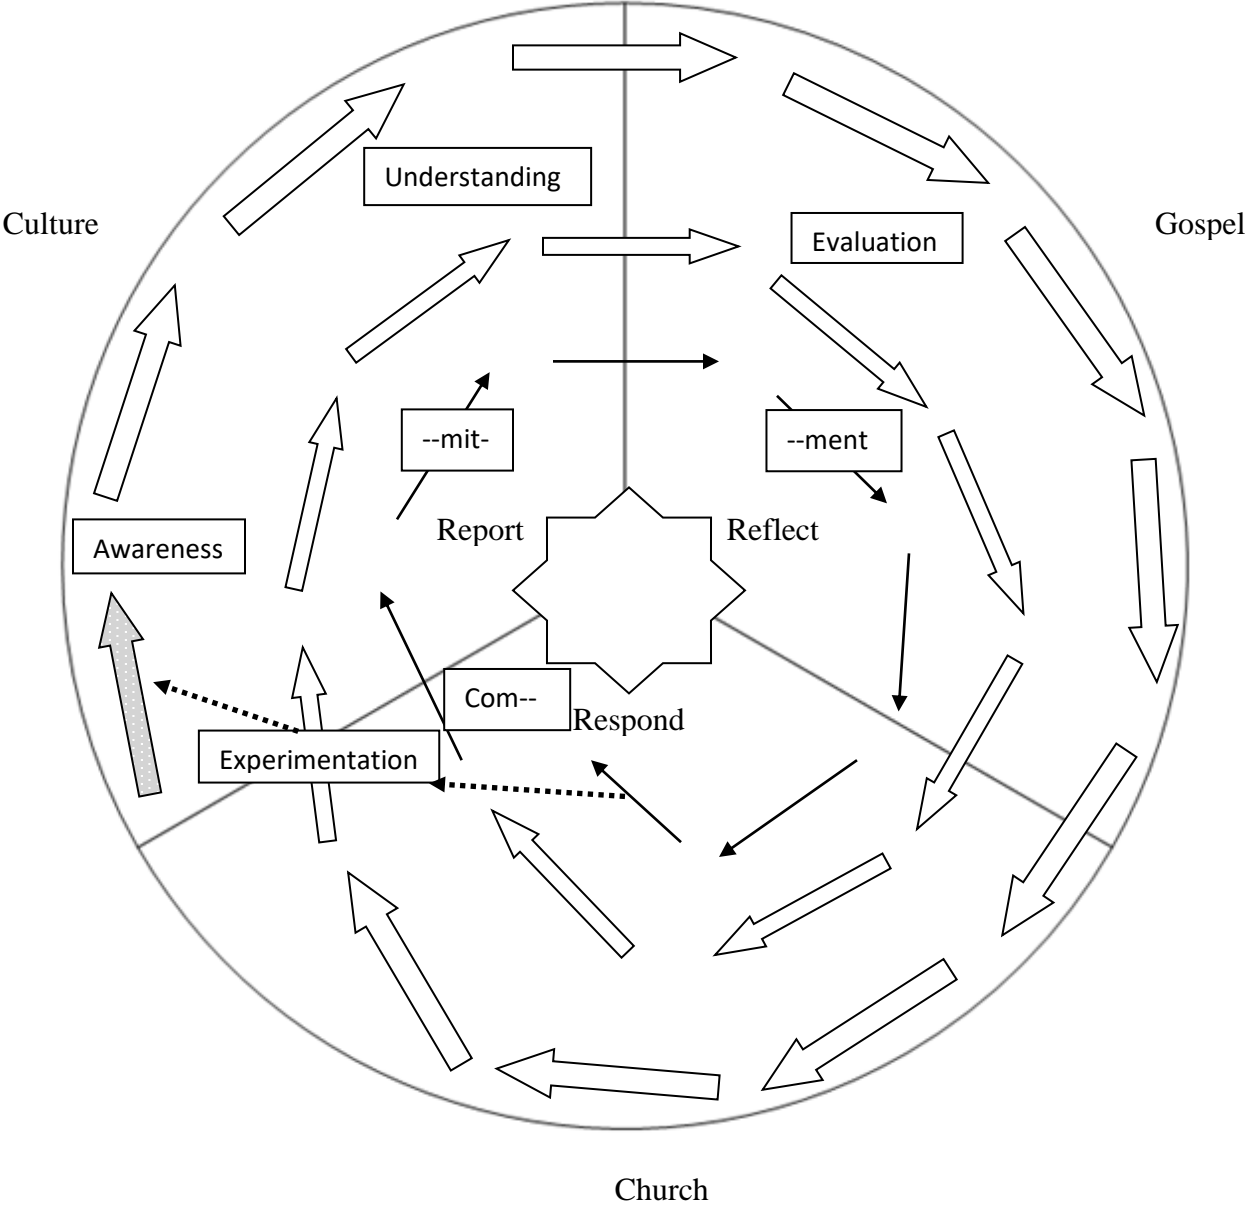 Understanding
Culture
Gospel
Evaluation
--mit-
--ment
Report
Reflect
Awareness
Com--
Respond
Experimentation
Church